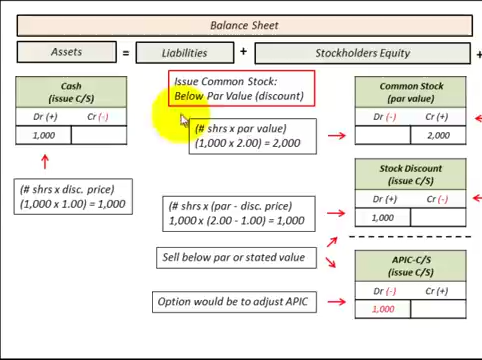 Balance Sheet
Assets = Liabilities + Stockholders Equity +
Cash
(issue C/S)
Dr (+) Cr (-)
1,000
Issue Common Stock:
Below Par Value (discount)
Common Stock
(par value)
Dr (-) Cr (+)
2,000
(# shrs x par value)
(1,000 x 2.00) = 2,000
Stock Discount
(issue C/S)
Dr (+) Cr (-)
1,000
(# shrs x disc. price)
(1,000 x 1.00) = 1,000
(# shrs x (par - disc. price)
1,000 x (2.00 - 1.00) = 1,000
Sell below par or stated value
APIC-C/S
(issue C/S)
Dr (-) Cr (+)
1,000
Option would be to adjust APIC